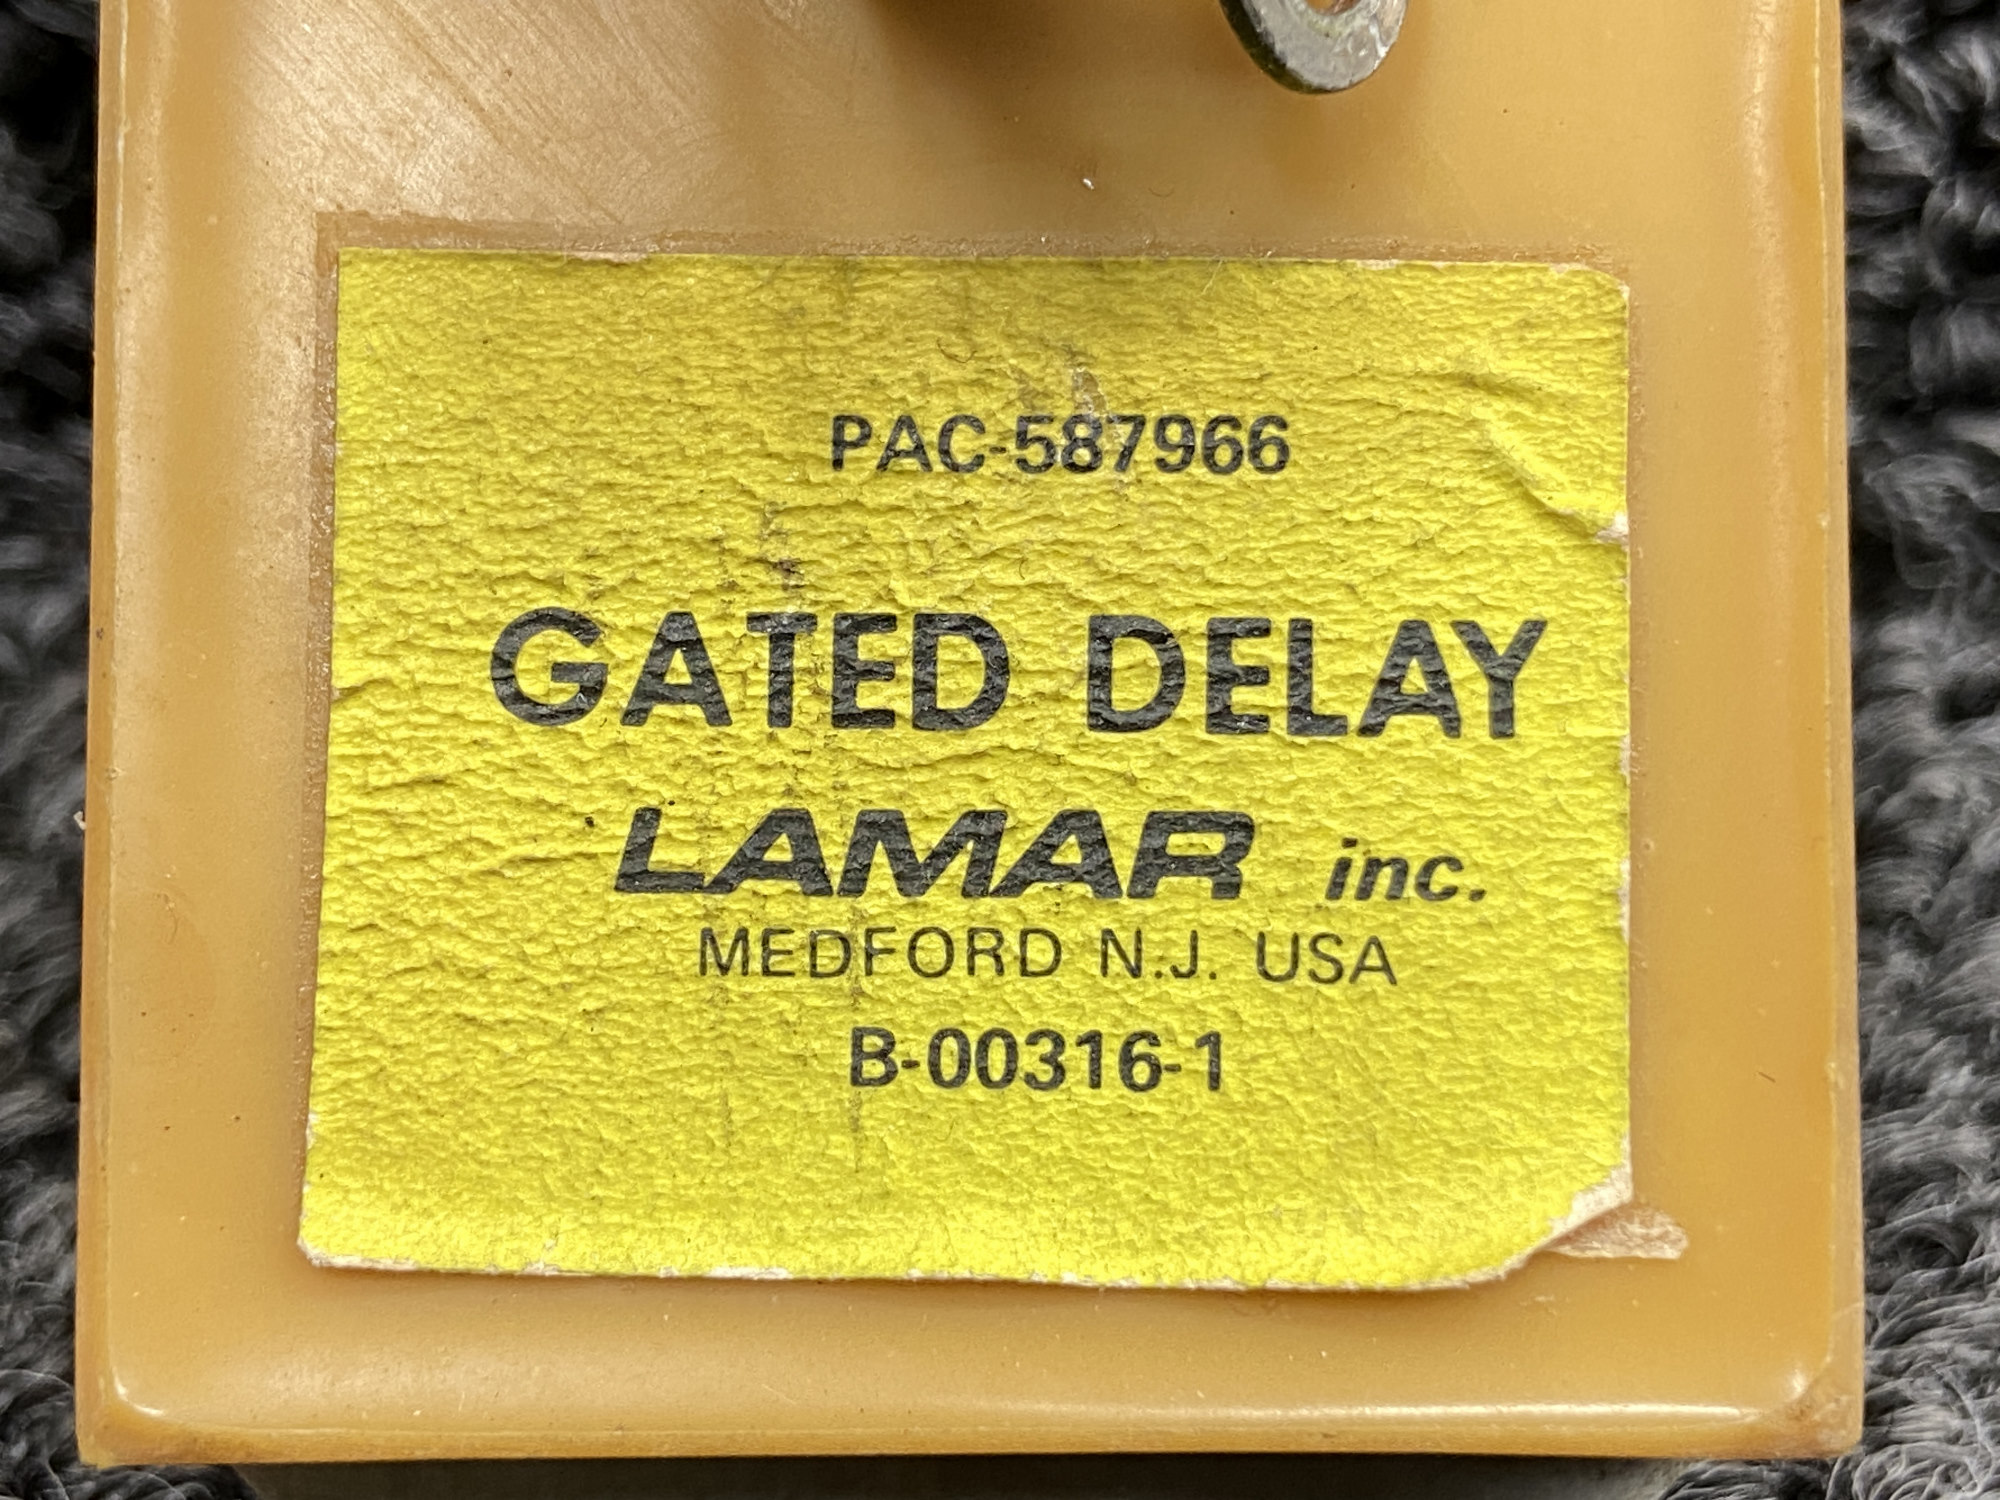 PAC-587966
GATED DELAY
LAMAR inc.
MEDFORD N.J. USA
B-00316-1